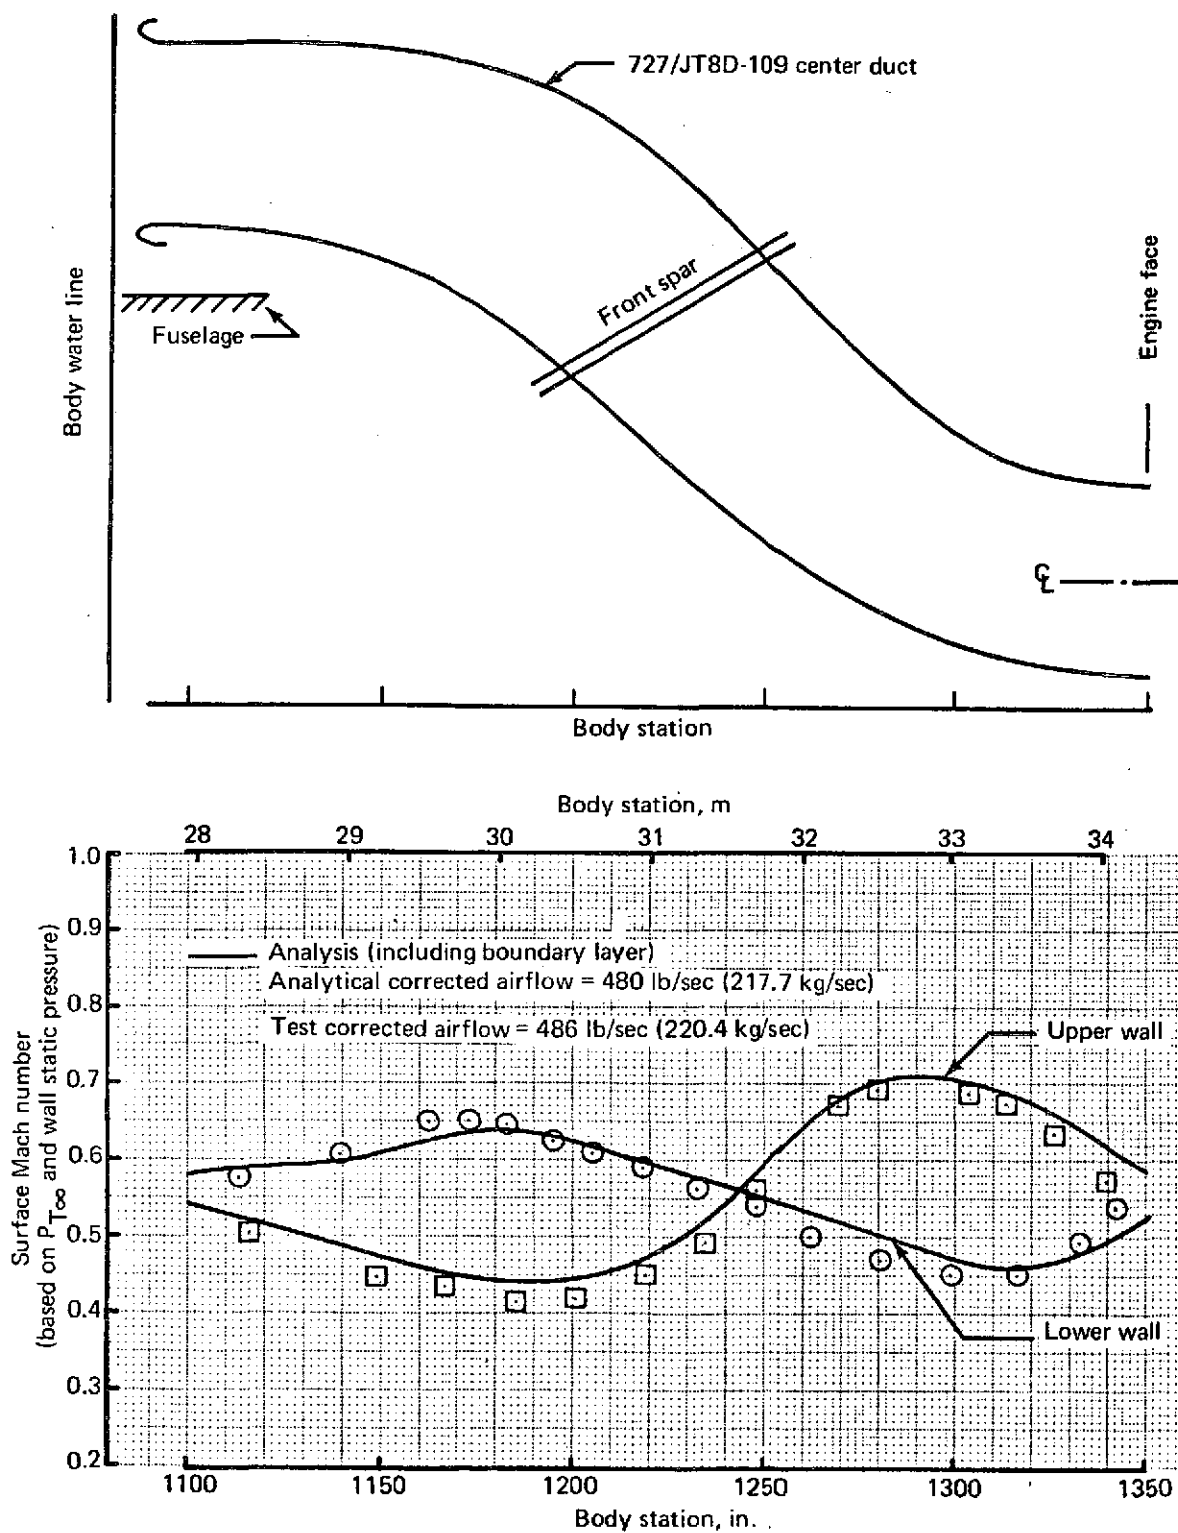 727/JT8D-109 center duct
Body water line
Front spar
Fuselage
Engine face
℄
Body station
Body station, m
28 29 30 31 32 33 34
Surface Mach number
(based on PT∞ and wall static pressure)
1.0
0.9
0.8
0.7
0.6
0.5
0.4
0.3
0.2
Analysis (including boundary layer)
Analytical corrected airflow = 480 lb/sec (217.7 kg/sec)
Test corrected airflow = 486 lb/sec (220.4 kg/sec)
Upper wall
Lower wall
1100 1150 1200 1250 1300 1350
Body station, in.